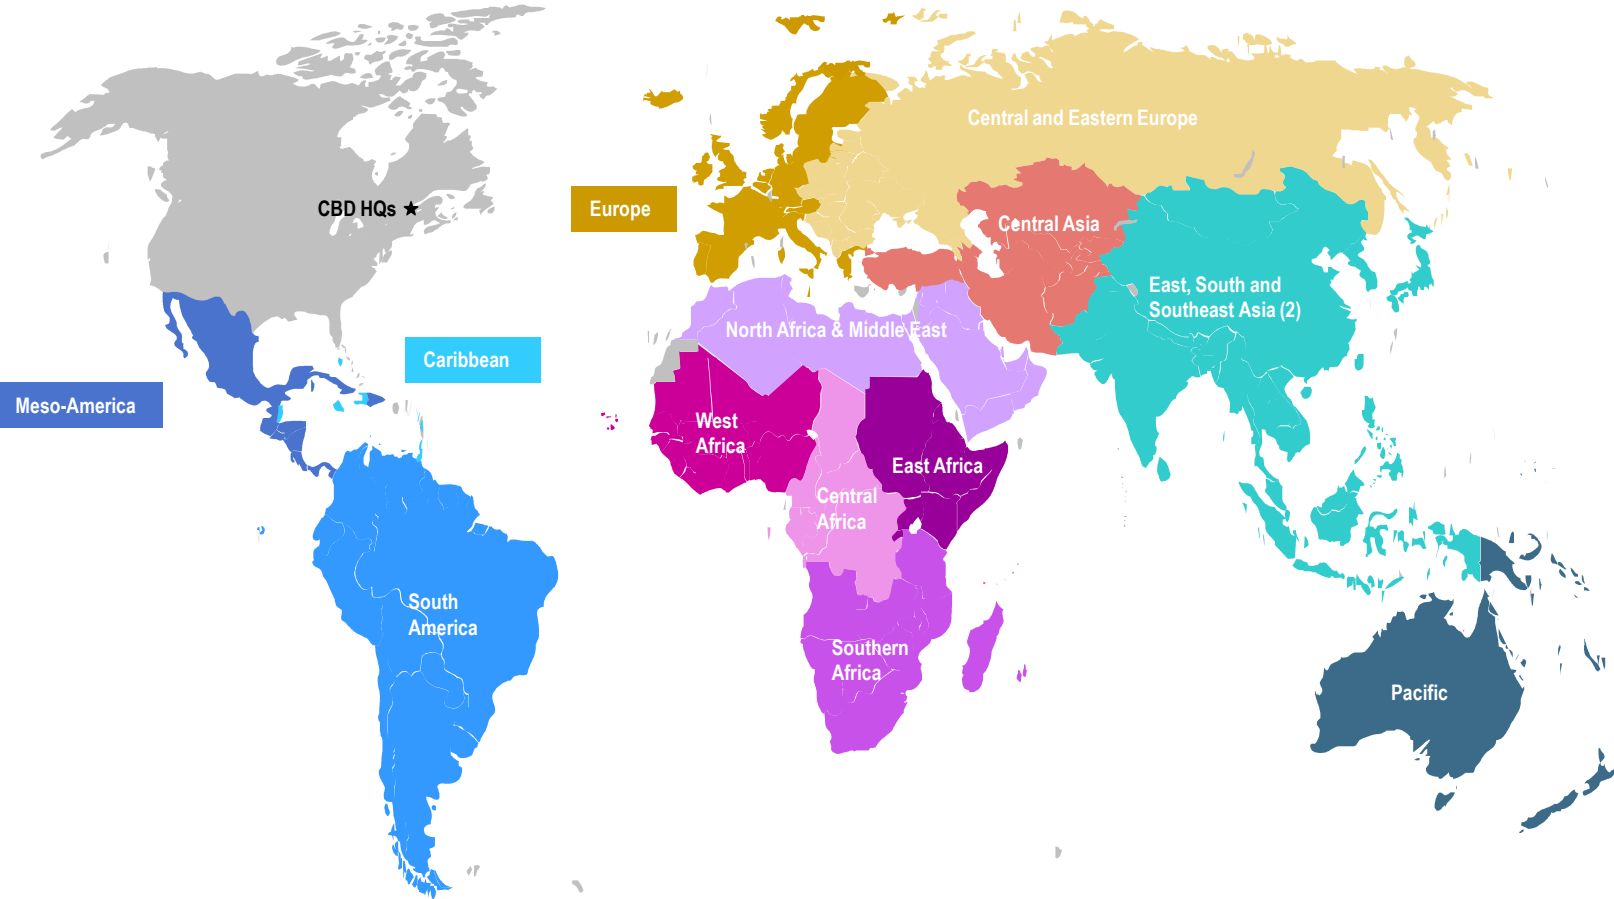 Central and Eastern Europe
CBD HQs
Europe
Central Asia
East, South and
Southeast Asia (2)
North Africa & Middle East
Caribbean
Meso-America
West
Africa
East Africa
Central
Africa
South
America
Southern
Africa
Pacific